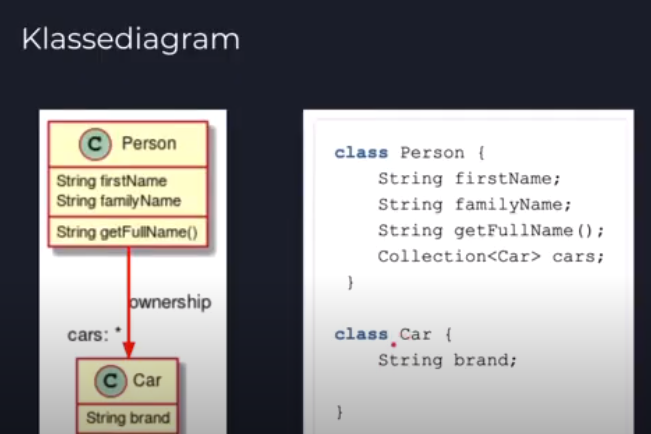 Klassediagram
C Person
String firstName
String familyName
String getFullName()
ownership
cars: *
C Car
String brand
class Person {
String firstName;
String familyName;
String getFullName();
Collection<Car> cars;
}
class Car {
String brand;
}